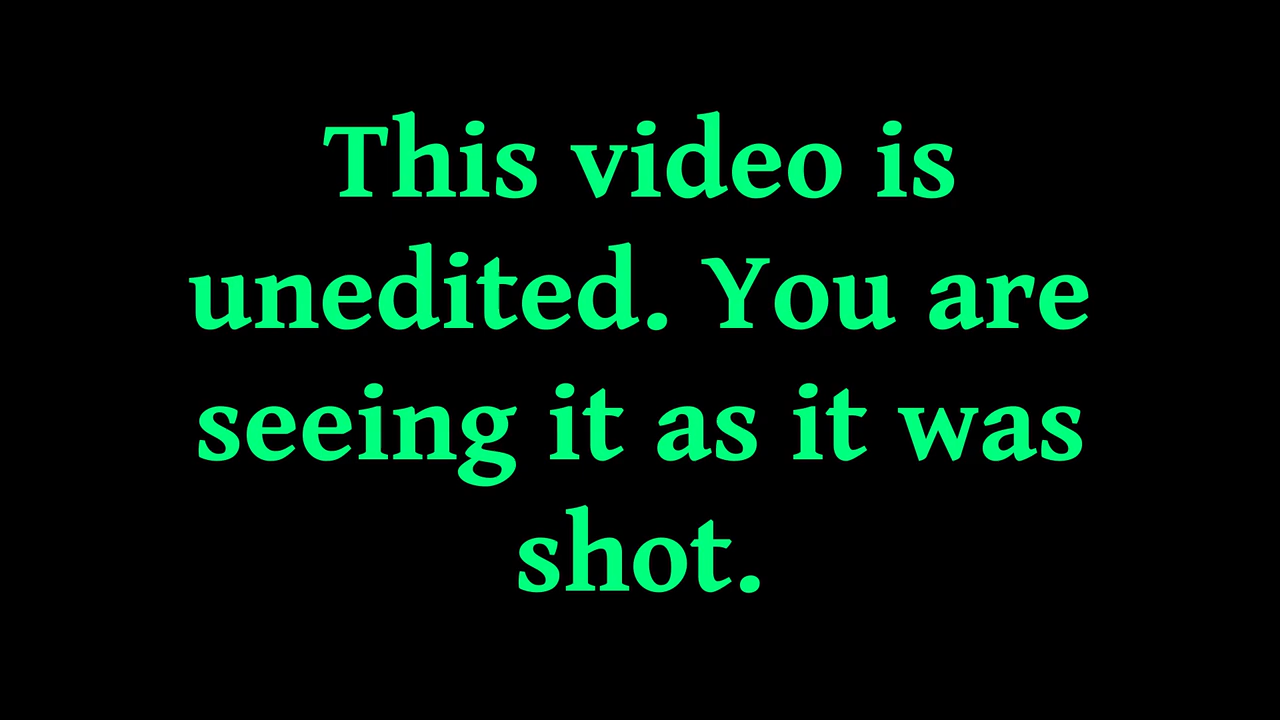 This video is
unedited. You are
seeing it as it was
shot.